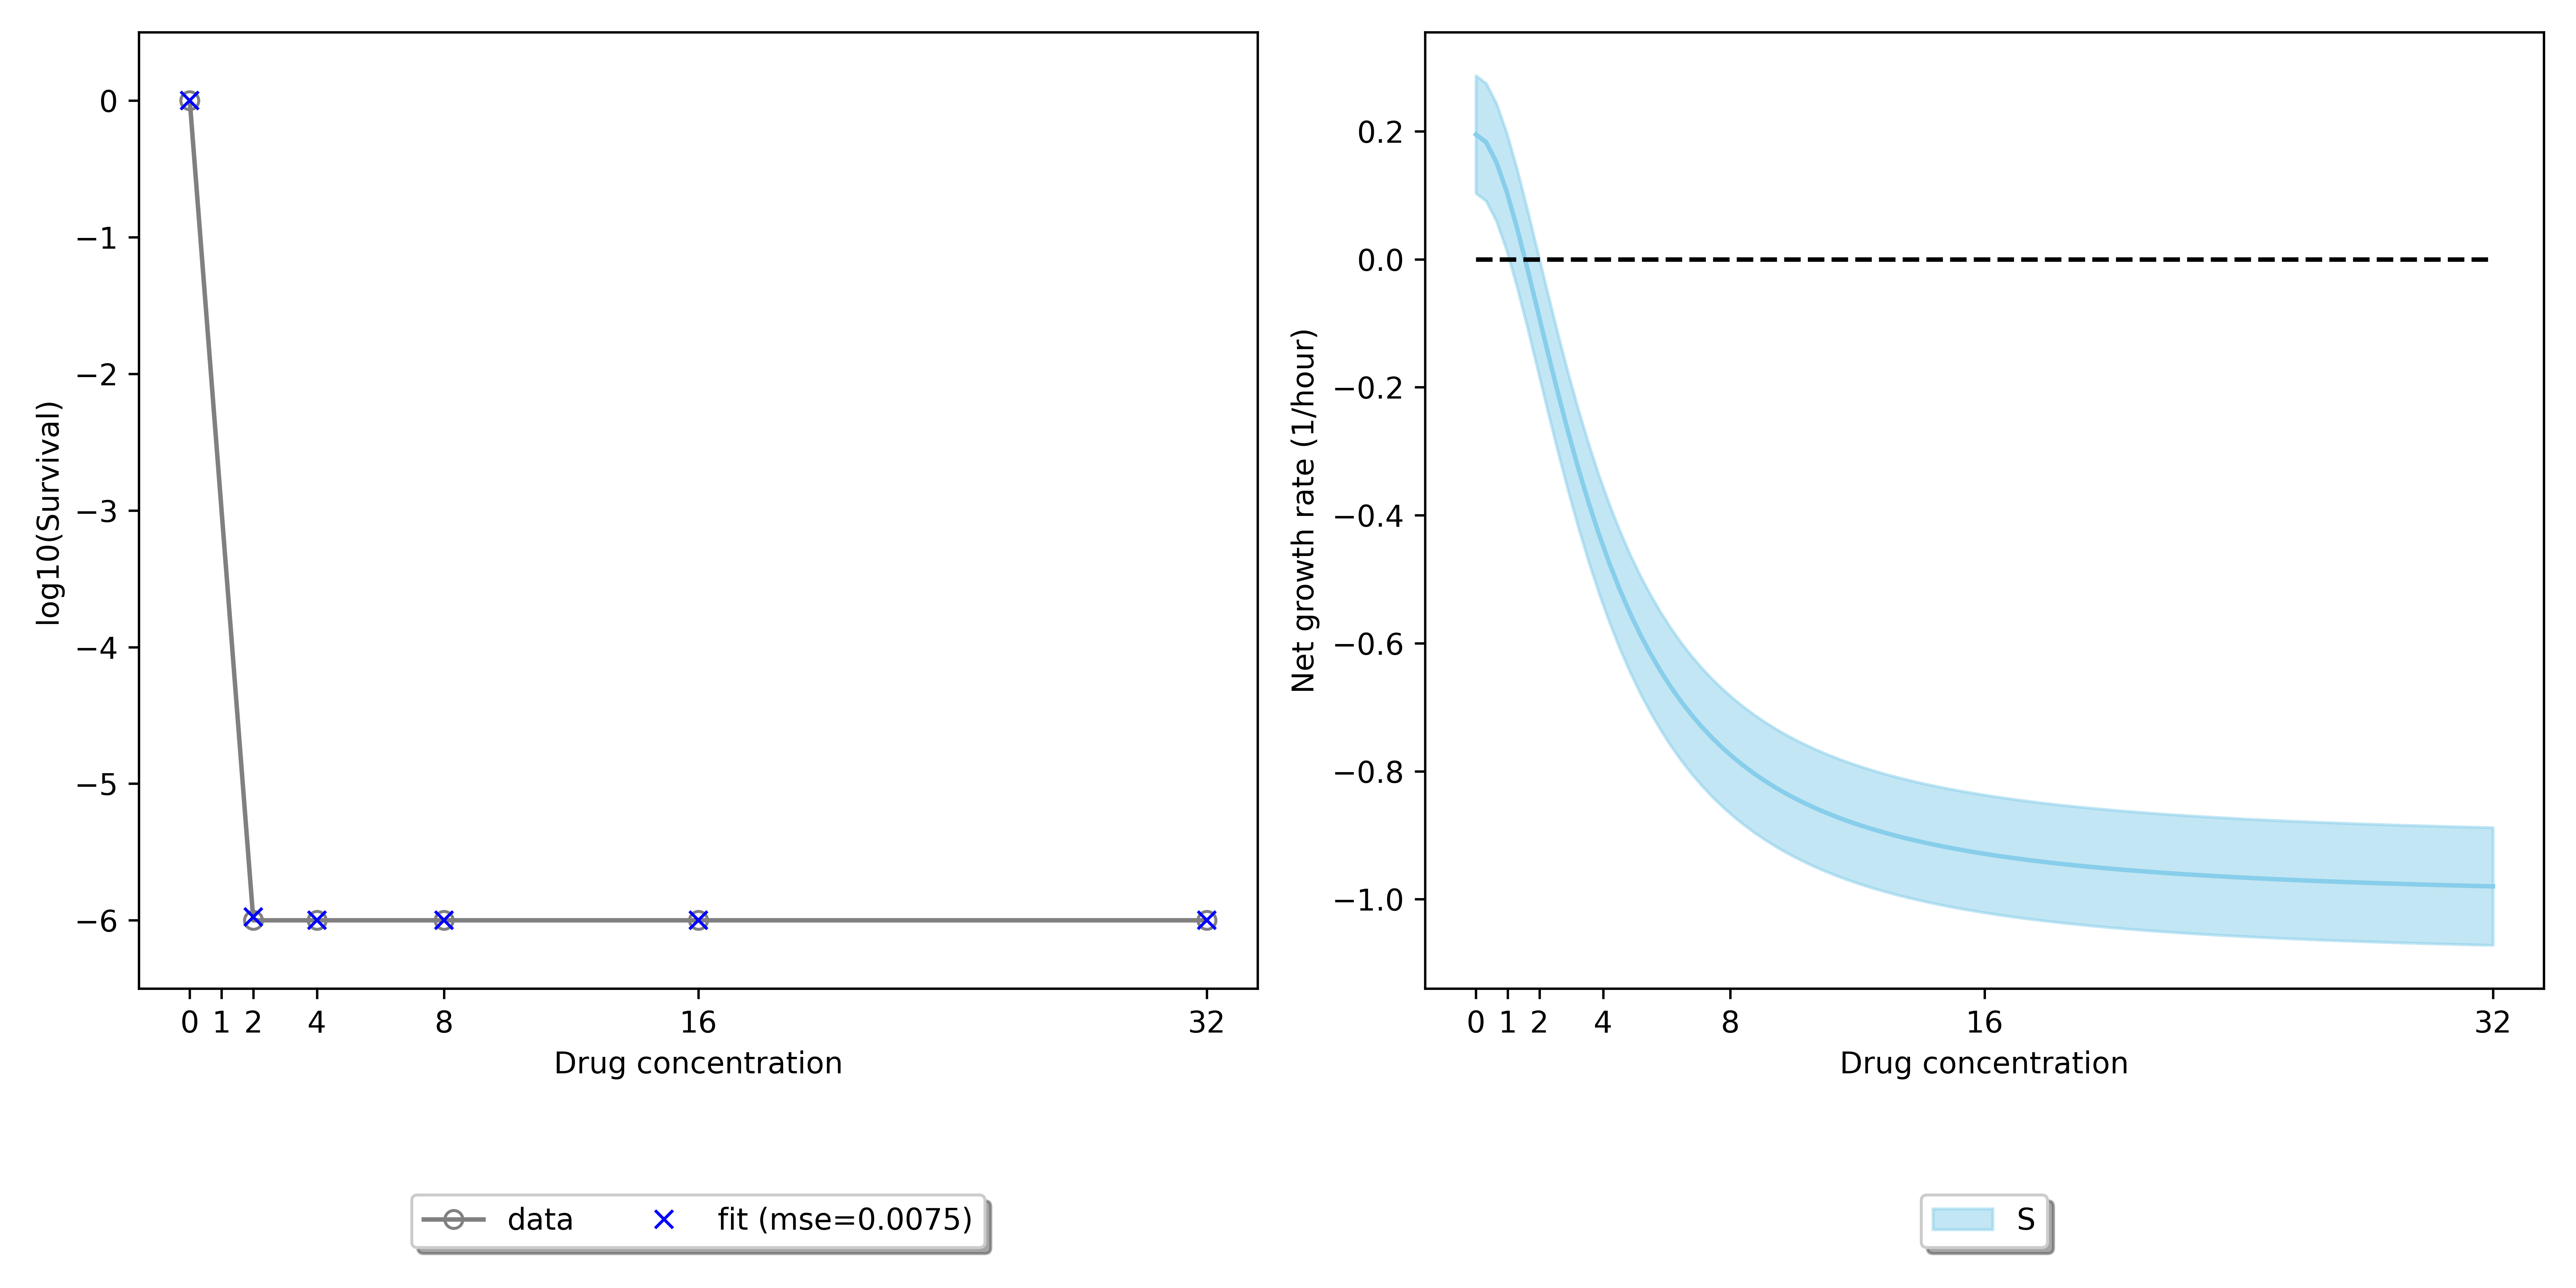 0
−1
−2
−3
−4
−5
−6
log10(Survival)
0 1 2 4 8 16 32
Drug concentration
data fit (mse=0.0075)
0.2
0.0
−0.2
−0.4
−0.6
−0.8
−1.0
Net growth rate (1/hour)
0 1 2 4 8 16 32
Drug concentration
S